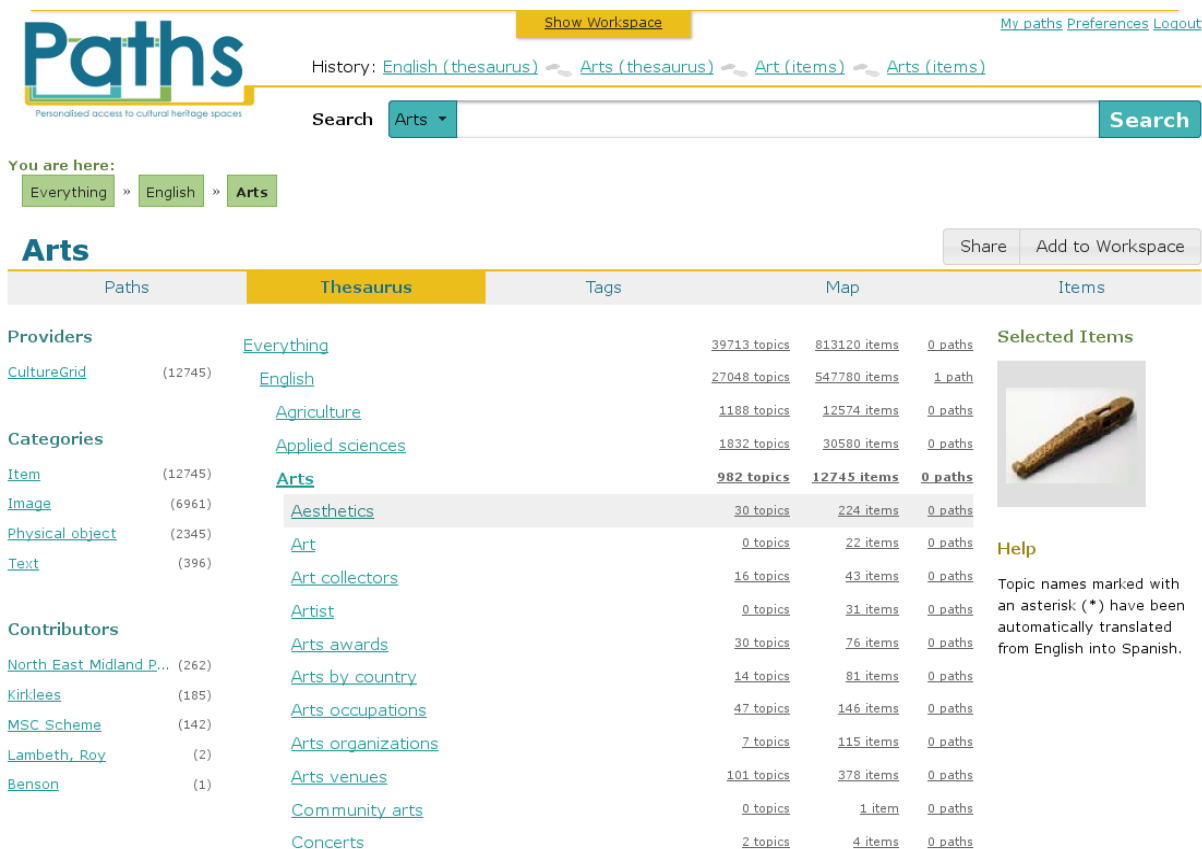 Show Workspace
My paths Preferences Logout
Paths
Personalised access to cultural heritage spaces
History: English (thesaurus) Arts (thesaurus) Art (items) Arts (items)
Search Arts Search
You are here:
Everything » English » Arts
Arts
Share Add to Workspace
Paths Thesaurus Tags Map Items
Providers
CultureGrid (12745)
Categories
Item (12745)
Image (6961)
Physical object (2345)
Text (396)
Contributors
North East Midland P... (262)
Kirklees (185)
MSC Scheme (142)
Lambeth, Roy (2)
Benson (1)
Everything 39713 topics 813120 items 0 paths
English 27048 topics 547780 items 1 path
Agriculture 1188 topics 12574 items 0 paths
Applied sciences 1832 topics 30580 items 0 paths
Arts 982 topics 12745 items 0 paths
Aesthetics 30 topics 224 items 0 paths
Art 0 topics 22 items 0 paths
Art collectors 16 topics 43 items 0 paths
Artist 0 topics 31 items 0 paths
Arts awards 30 topics 76 items 0 paths
Arts by country 14 topics 81 items 0 paths
Arts occupations 47 topics 146 items 0 paths
Arts organizations 7 topics 115 items 0 paths
Arts venues 101 topics 378 items 0 paths
Community arts 0 topics 1 item 0 paths
Concerts 2 topics 4 items 0 paths
Selected Items
Help
Topic names marked with
an asterisk (*) have been
automatically translated
from English into Spanish.